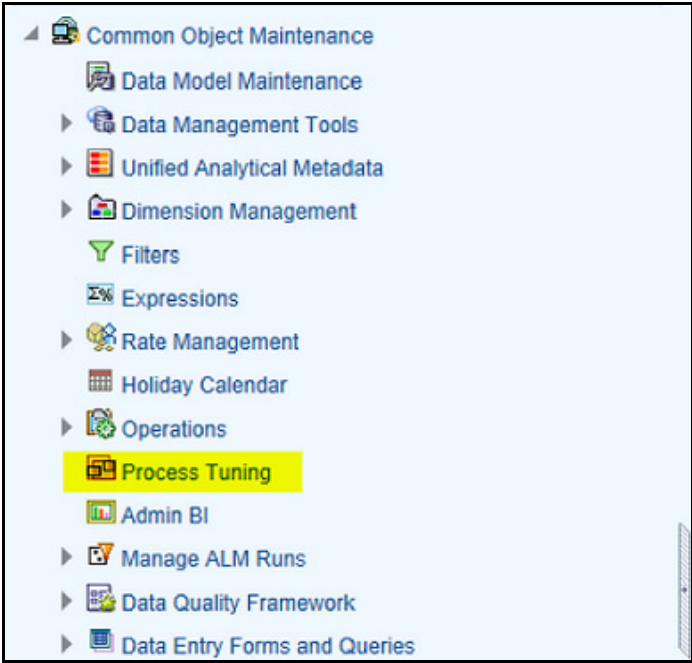 Common Object Maintenance
Data Model Maintenance
Data Management Tools
Unified Analytical Metadata
Dimension Management
Filters
Σ% Expressions
Rate Management
Holiday Calendar
Operations
Process Tuning
Admin BI
Manage ALM Runs
Data Quality Framework
Data Entry Forms and Queries